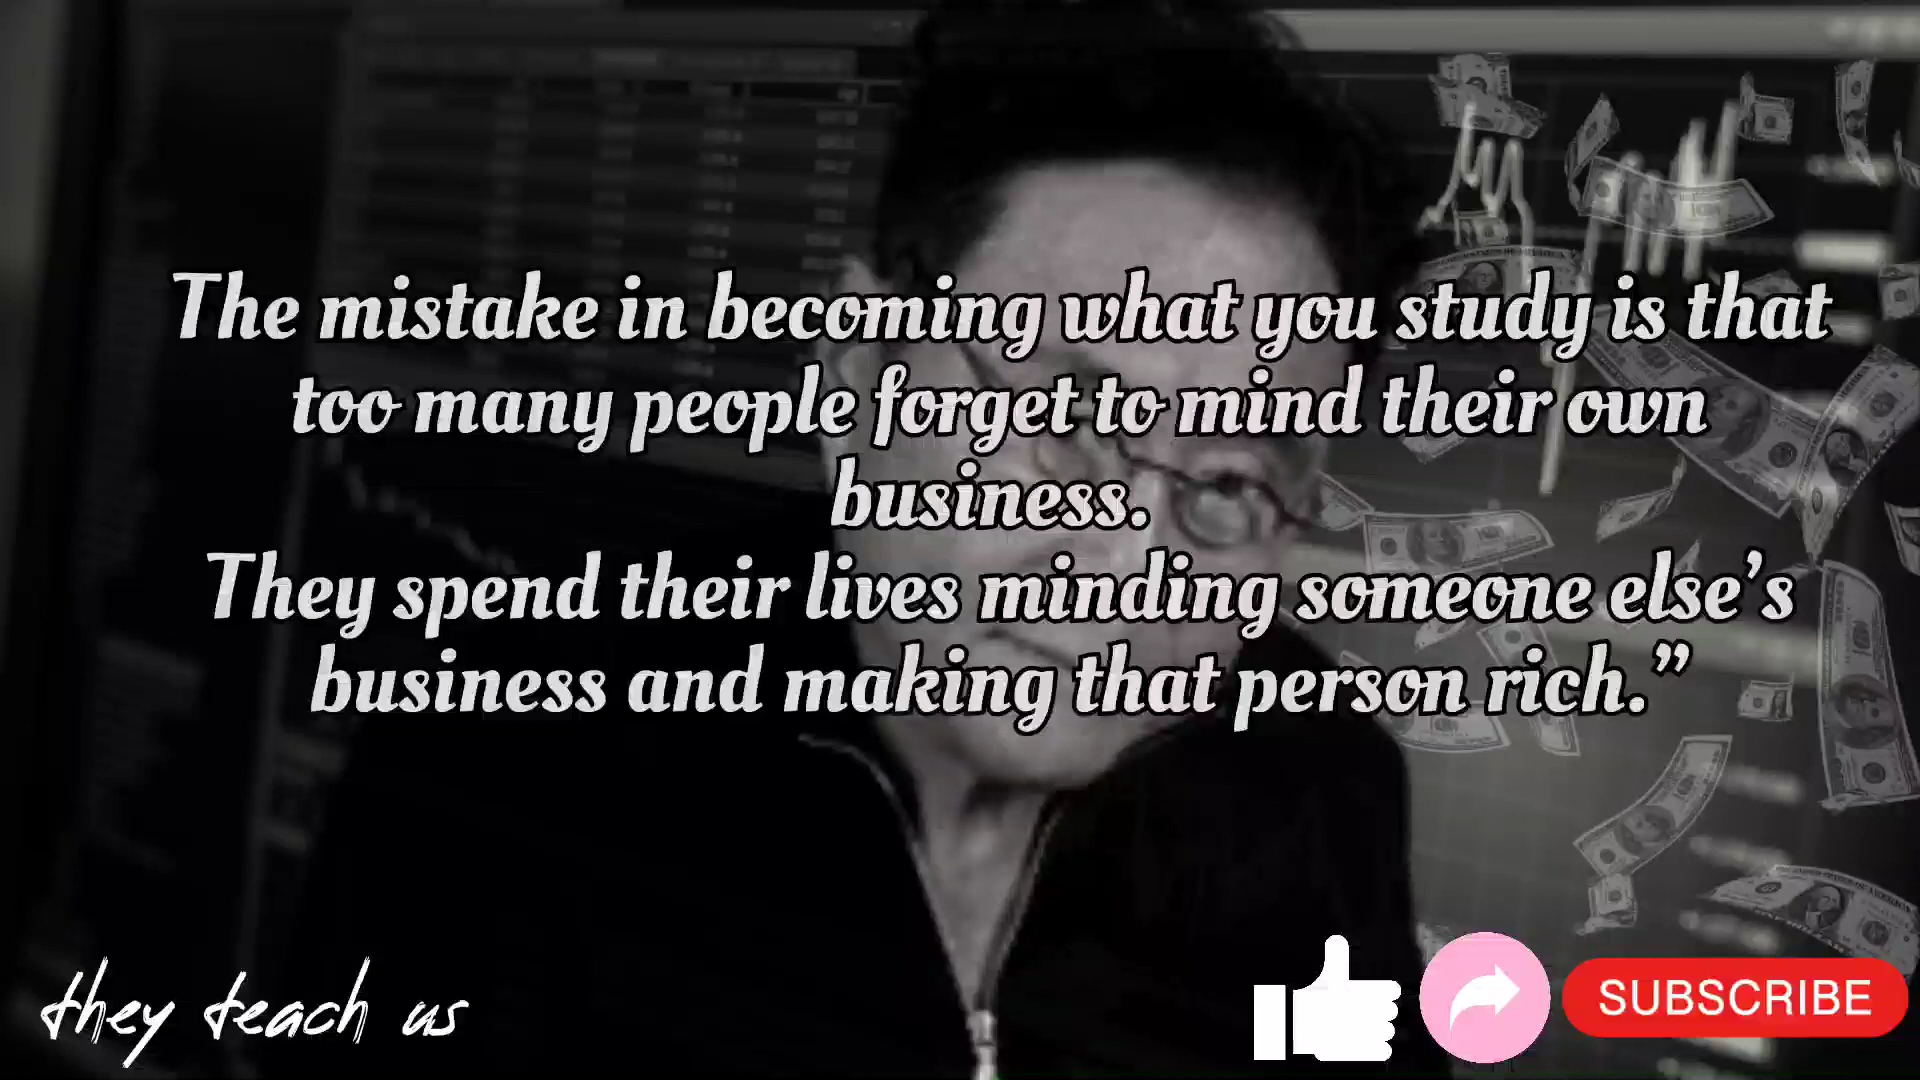 The mistake in becoming what you study is that
too many people forget to mind their own
business.
They spend their lives minding someone else’s
business and making that person rich.”
they teach us
SUBSCRIBE